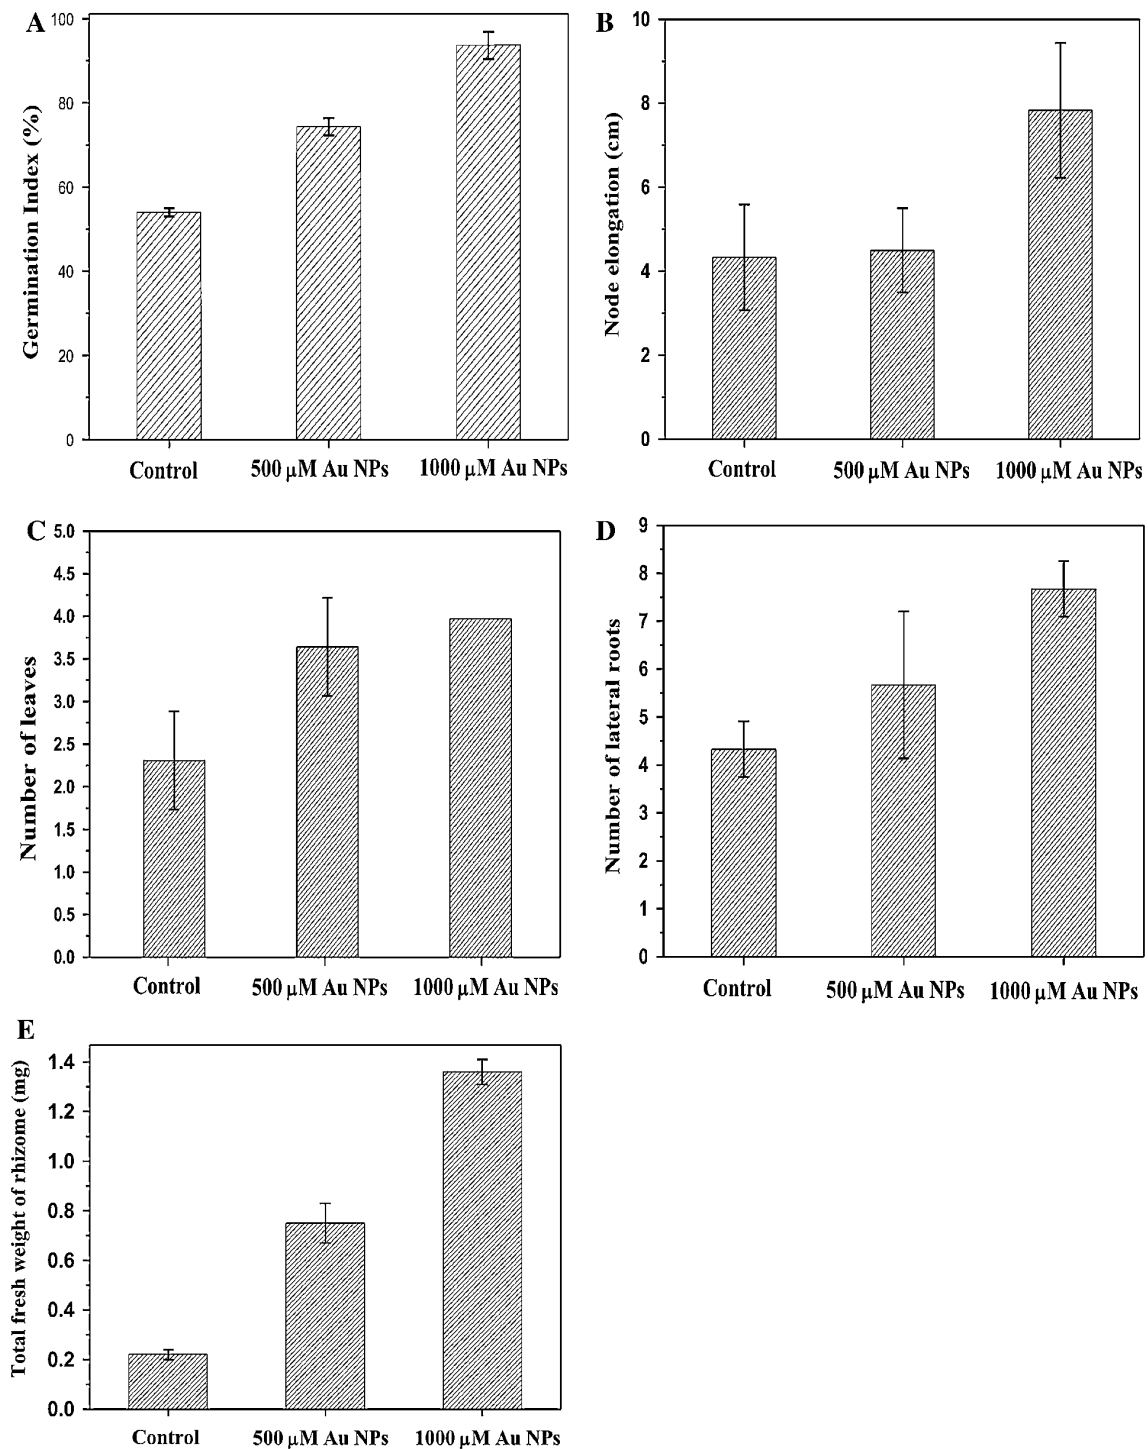 A
Germination Index (%)
100
80
60
40
20
0
Control
500 μM Au NPs
1000 μM Au NPs
B
Node elongation (cm)
10
8
6
4
2
0
Control
500 μM Au NPs
1000 μM Au NPs
C
Number of leaves
5.0
4.5
4.0
3.5
3.0
2.5
2.0
1.5
1.0
0.5
0.0
Control
500 μM Au NPs
1000 μM Au NPs
D
Number of lateral roots
9
8
7
6
5
4
3
2
1
0
Control
500 μM Au NPs
1000 μM Au NPs
E
Total fresh weight of rhizome (mg)
1.4
1.2
1.0
0.8
0.6
0.4
0.2
0.0
Control
500 μM Au NPs
1000 μM Au NPs